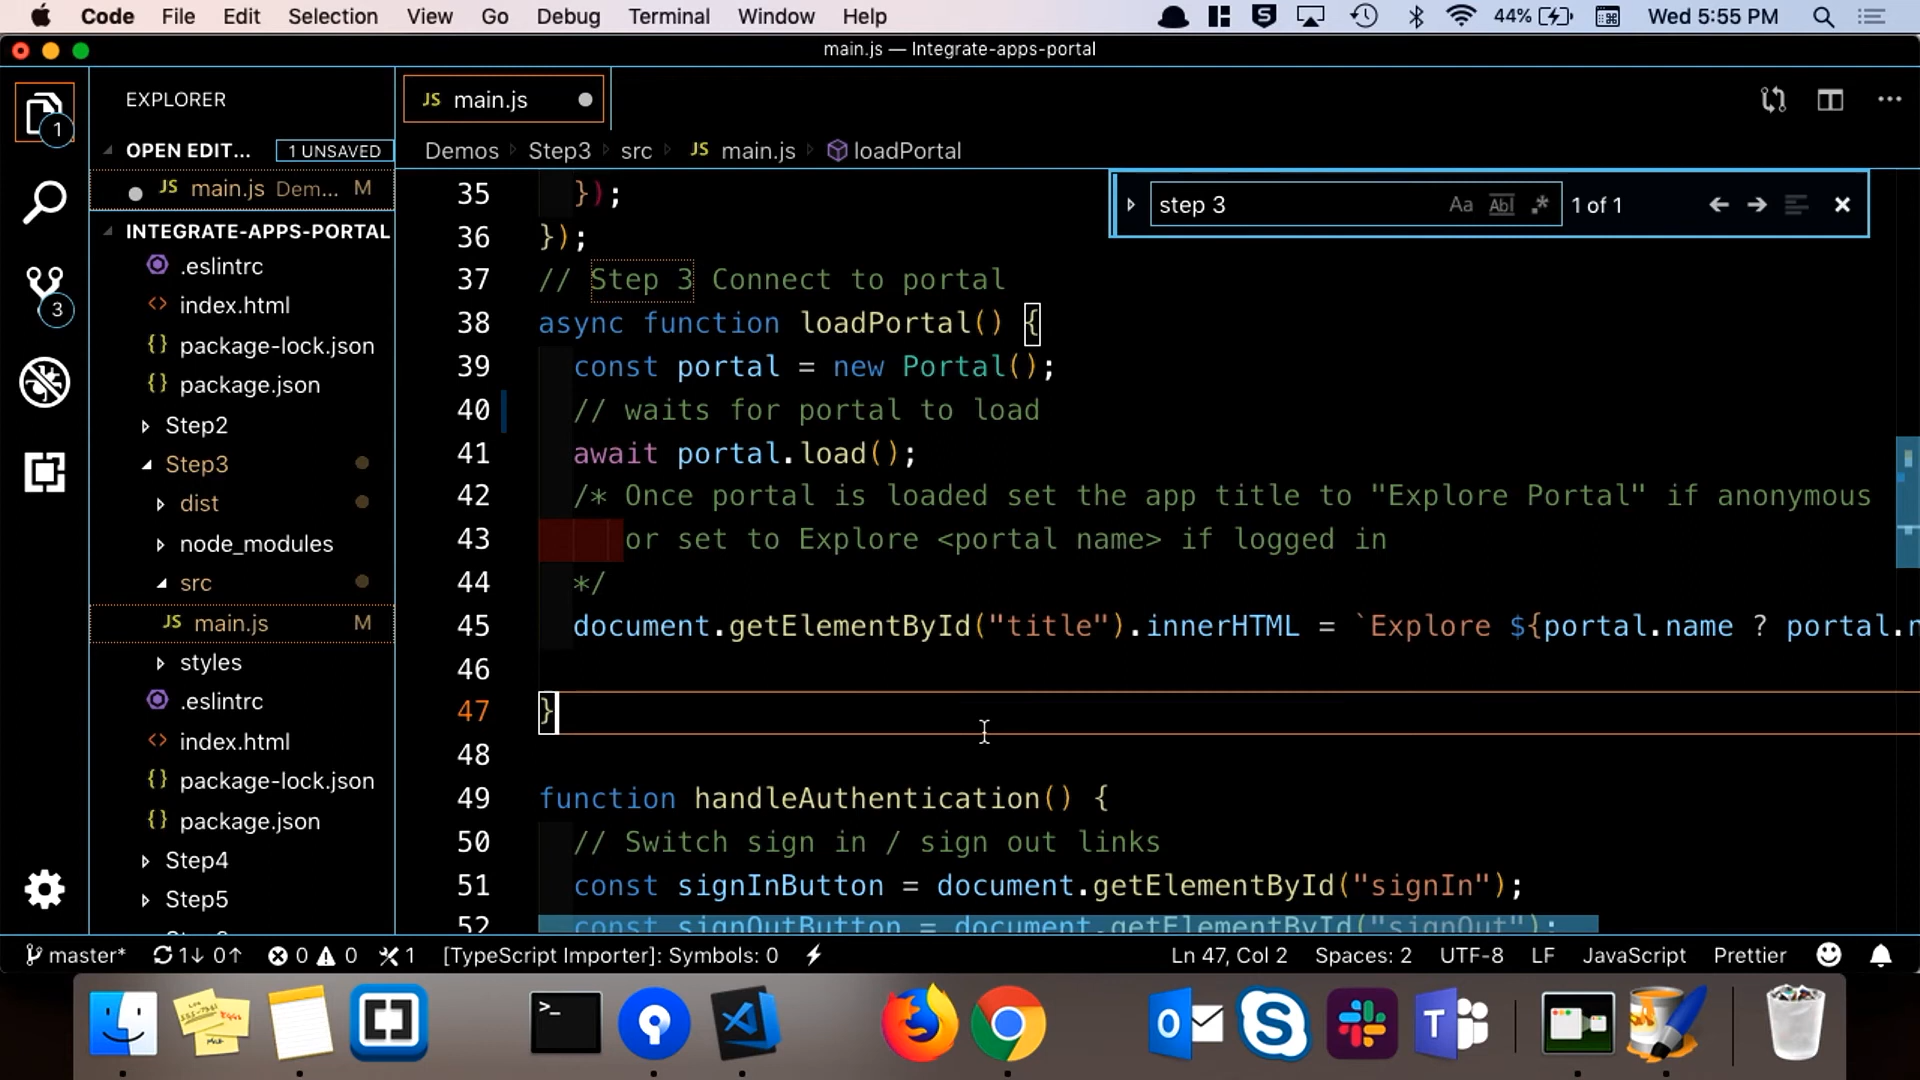 Code File Edit Selection View Go Debug Terminal Window Help 44% Wed 5:55 PM
main.js — Integrate-apps-portal
EXPLORER
JS main.js
OPEN EDIT... 1 UNSAVED
Demos Step3 src JS main.js loadPortal
JS main.js Dem... M
step 3 Aa Abl .* 1 of 1
INTEGRATE-APPS-PORTAL
.eslintrc
<> index.html
{} package-lock.json
{} package.json
Step2
Step3
dist
node_modules
src
JS main.js M
styles
.eslintrc
<> index.html
{} package-lock.json
{} package.json
Step4
Step5
1
3
35 });
36 });
37 // Step 3 Connect to portal
38 async function loadPortal() {
39 const portal = new Portal();
40 // waits for portal to load
41 await portal.load();
42 /* Once portal is loaded set the app title to "Explore Portal" if anonymous
43 or set to Explore <portal name> if logged in
44 */
45 document.getElementById("title").innerHTML = `Explore ${portal.name ? portal.n
46
47 }
48
49 function handleAuthentication() {
50 // Switch sign in / sign out links
51 const signInButton = document.getElementById("signIn");
52 const signOutButton = document.getElementById("signOut");
master* 1↓ 0↑ 0 0 1 [TypeScript Importer]: Symbols: 0 Ln 47, Col 2 Spaces: 2 UTF-8 LF JavaScript Prettier